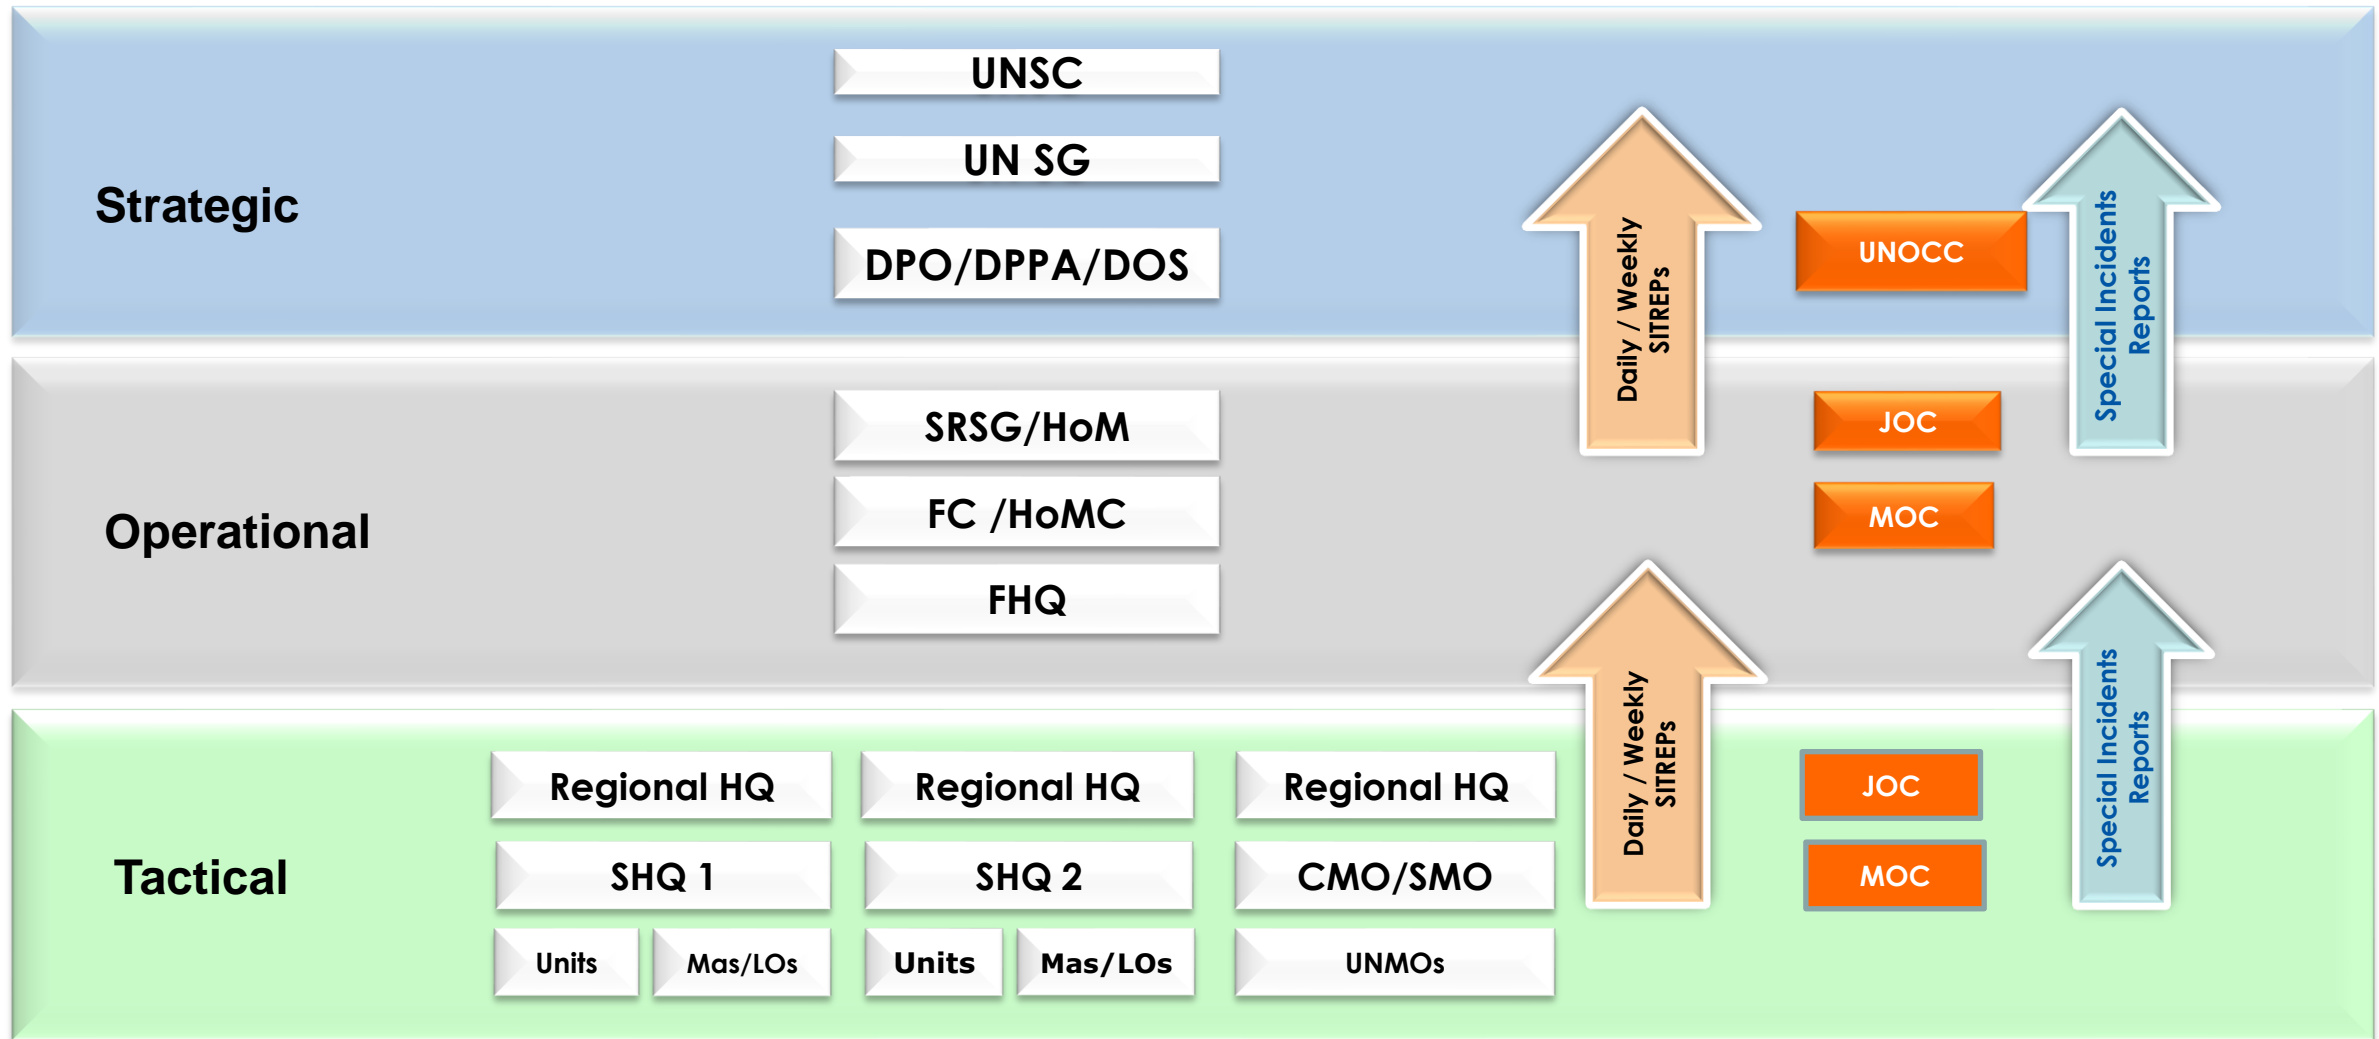 Strategic
UNSC
UN SG
DPO/DPPA/DOS
Daily / Weekly
SITREPs
UNOCC
Special Incidents
Reports
Operational
SRSG/HoM
FC /HoMC
FHQ
JOC
MOC
Tactical
Regional HQ
Regional HQ
Regional HQ
SHQ 1
SHQ 2
CMO/SMO
Units
Mas/LOs
Units
Mas/LOs
UNMOs
Daily / Weekly
SITREPs
JOC
MOC
Special Incidents
Reports